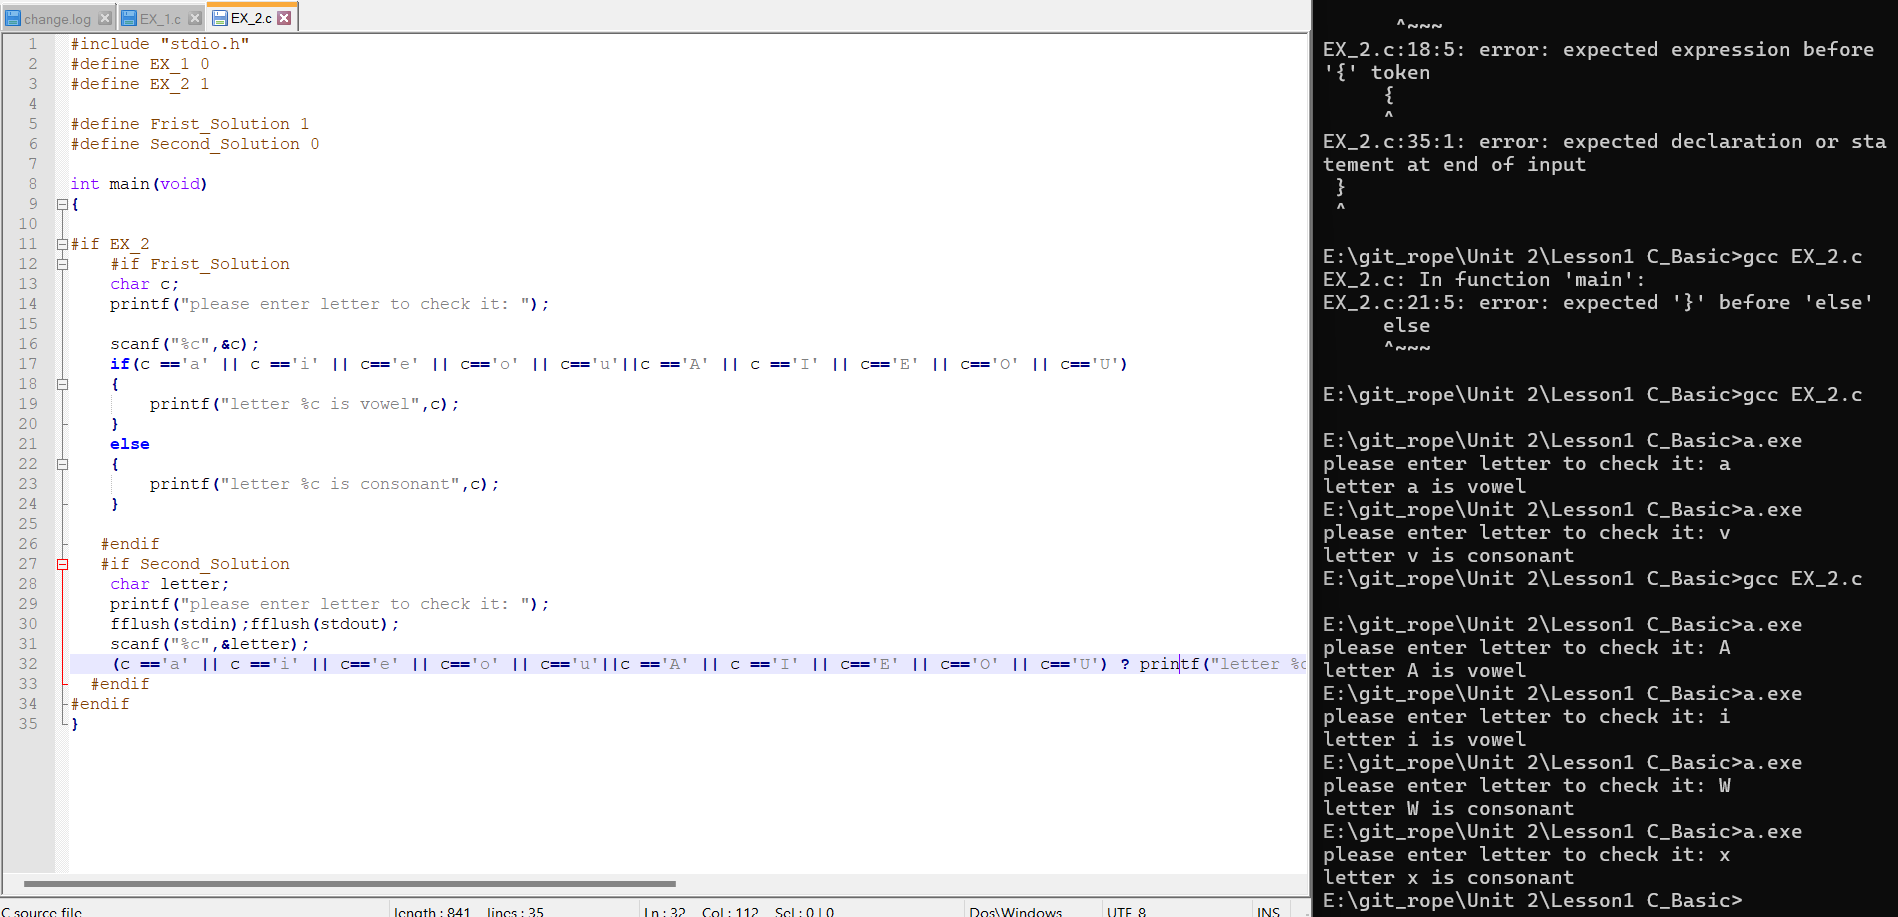 change.log EX_1.c EX_2.c
1 #include "stdio.h"
2 #define EX_1 0
3 #define EX_2 1
4
5 #define Frist_Solution 1
6 #define Second_Solution 0
7
8 int main(void)
9 {
10
11 #if EX_2
12 #if Frist_Solution
13 char c;
14 printf("please enter letter to check it: ");
15
16 scanf("%c",&c);
17 if(c =='a' || c =='i' || c=='e' || c=='o' || c=='u'||c =='A' || c =='I' || c=='E' || c=='O' || c=='U')
18 {
19 printf("letter %c is vowel",c);
20 }
21 else
22 {
23 printf("letter %c is consonant",c);
24 }
25
26 #endif
27 #if Second_Solution
28 char letter;
29 printf("please enter letter to check it: ");
30 fflush(stdin);fflush(stdout);
31 scanf("%c",&letter);
32 (c =='a' || c =='i' || c=='e' || c=='o' || c=='u'||c =='A' || c =='I' || c=='E' || c=='O' || c=='U') ? printf("letter %c
33 #endif
34 #endif
35 }
C source file length : 841 lines : 35 Ln : 32 Col : 112 Sel : 0 | 0 Dos\Windows UTF-8 INS
^~~~
EX_2.c:18:5: error: expected expression before
'{' token
{
^
EX_2.c:35:1: error: expected declaration or sta
tement at end of input
}
^
E:\git_rope\Unit 2\Lesson1 C_Basic>gcc EX_2.c
EX_2.c: In function 'main':
EX_2.c:21:5: error: expected '}' before 'else'
else
^~~~
E:\git_rope\Unit 2\Lesson1 C_Basic>gcc EX_2.c
E:\git_rope\Unit 2\Lesson1 C_Basic>a.exe
please enter letter to check it: a
letter a is vowel
E:\git_rope\Unit 2\Lesson1 C_Basic>a.exe
please enter letter to check it: v
letter v is consonant
E:\git_rope\Unit 2\Lesson1 C_Basic>gcc EX_2.c
E:\git_rope\Unit 2\Lesson1 C_Basic>a.exe
please enter letter to check it: A
letter A is vowel
E:\git_rope\Unit 2\Lesson1 C_Basic>a.exe
please enter letter to check it: i
letter i is vowel
E:\git_rope\Unit 2\Lesson1 C_Basic>a.exe
please enter letter to check it: W
letter W is consonant
E:\git_rope\Unit 2\Lesson1 C_Basic>a.exe
please enter letter to check it: x
letter x is consonant
E:\git_rope\Unit 2\Lesson1 C_Basic>